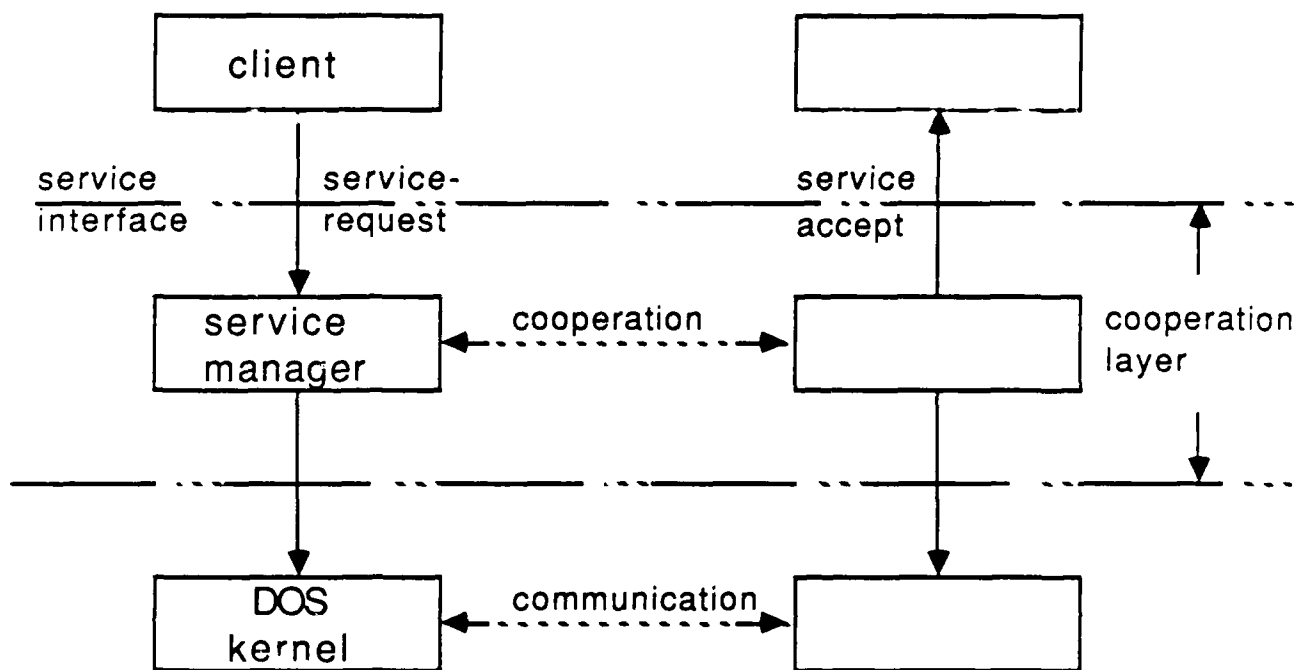 client
service
interface
service-
request
service
accept
service
manager
cooperation
cooperation
layer
DOS
kernel
communication